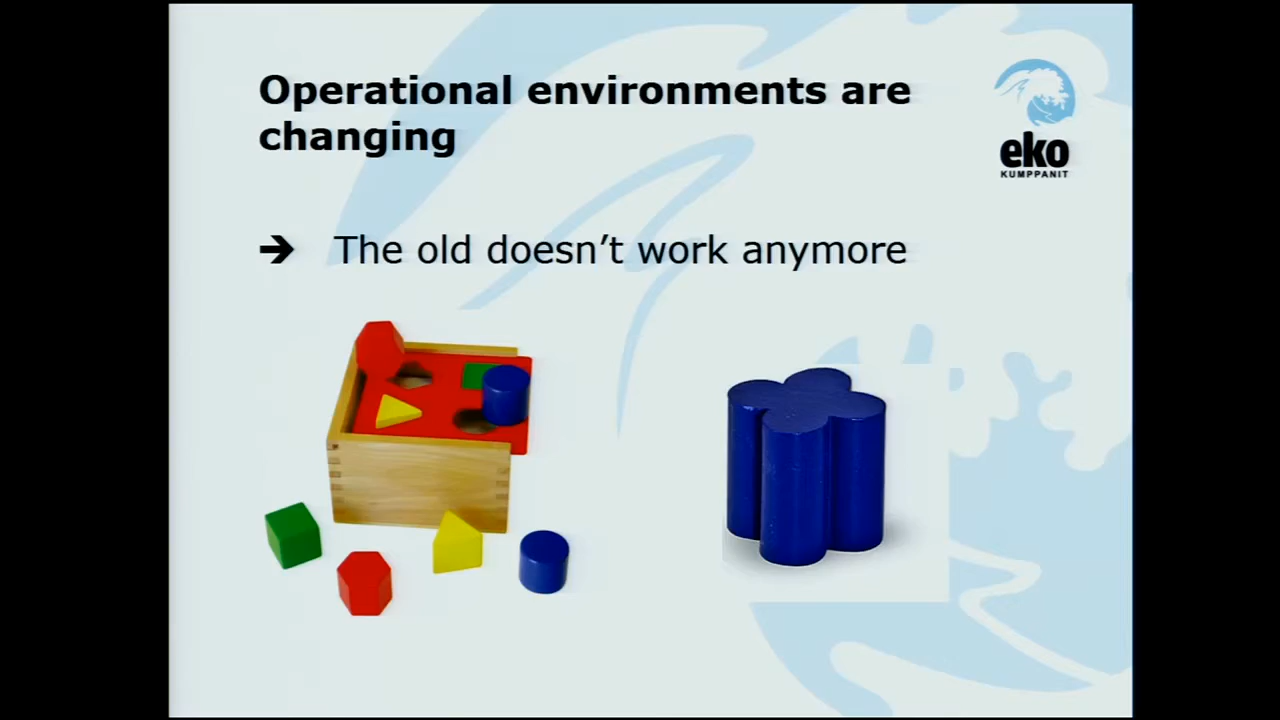 Operational environments are
changing
eko
KUMPPANIT
➔ The old doesn’t work anymore